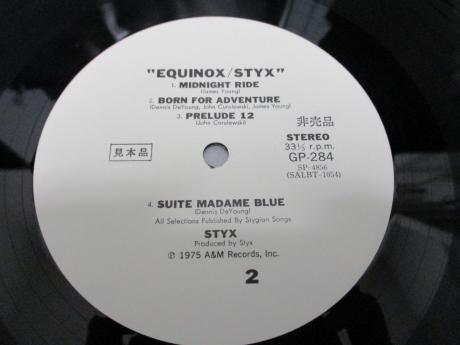 "EQUINOX/STYX"
1. MIDNIGHT RIDE
(James Young)
2. BORN FOR ADVENTURE
(Dennis DeYoung, John Curulewski, James Young)
3. PRELUDE 12
(John Curulewski)
非売品
STEREO
33⅓ r.p.m.
GP-284
SP-4856
(SALBT-1054)
見本品
4. SUITE MADAME BLUE
(Dennis DeYoung)
All Selections Published By Stygian Songs
STYX
Produced by Styx
℗ 1975 A&M Records, Inc.
2